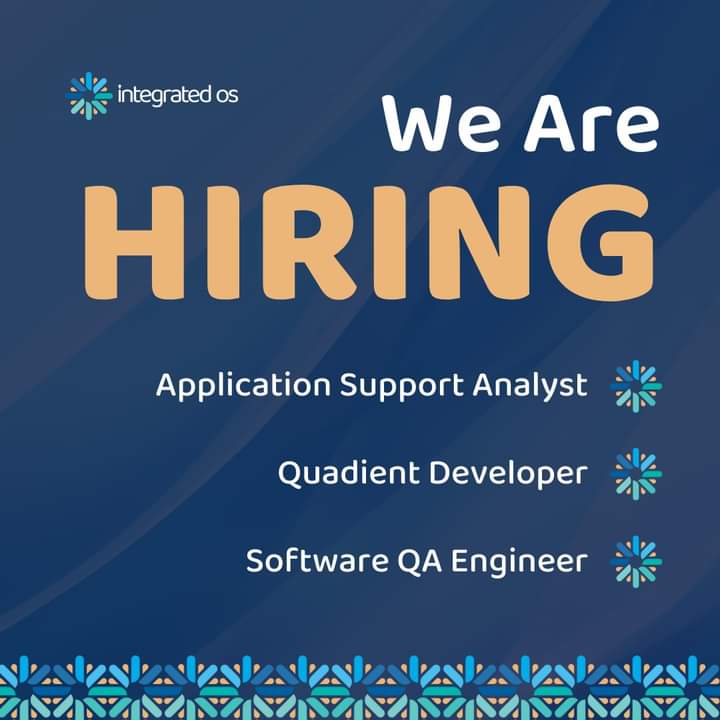 integrated os
We Are
HIRING
Application Support Analyst
Quadient Developer
Software QA Engineer